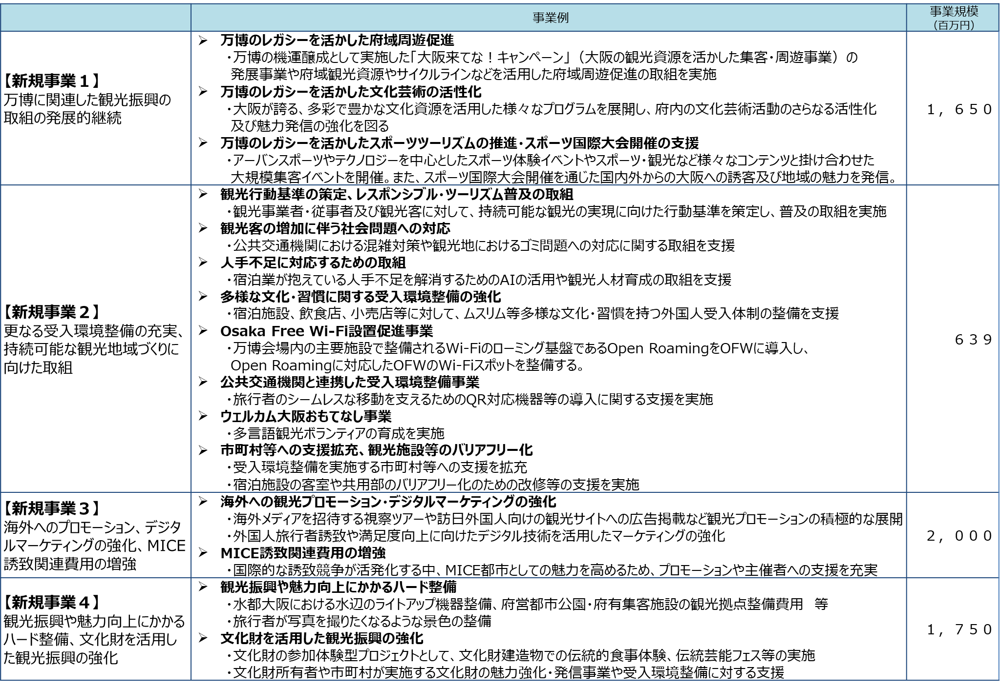 事業例
事業規模
（百万円）
【新規事業１】
万博に関連した観光振興の
取組の発展的継続
➢ 万博のレガシーを活かした府域周遊促進
・万博の機運醸成として実施した「大阪来てな！キャンペーン」（大阪の観光資源を活かした集客・周遊事業）の
発展事業や府域観光資源やサイクルラインなどを活用した府域周遊促進の取組を実施
➢ 万博のレガシーを活かした文化芸術の活性化
・大阪が誇る、多彩で豊かな文化資源を活用した様々なプログラムを展開し、府内の文化芸術活動のさらなる活性化
及び魅力発信の強化を図る
➢ 万博のレガシーを活かしたスポーツツーリズムの推進・スポーツ国際大会開催の支援
・アーバンスポーツやテクノロジーを中心としたスポーツ体験イベントやスポーツ・観光など様々なコンテンツと掛け合わせた
大規模集客イベントを開催。また、スポーツ国際大会開催を通じた国内外からの大阪への誘客及び地域の魅力を発信。
１，６５０
【新規事業２】
更なる受入環境整備の充実、
持続可能な観光地域づくりに
向けた取組
➢ 観光行動基準の策定、レスポンシブル・ツーリズム普及の取組
・観光事業者・従事者及び観光客に対して、持続可能な観光の実現に向けた行動基準を策定し、普及の取組を実施
➢ 観光客の増加に伴う社会問題への対応
・公共交通機関における混雑対策や観光地におけるゴミ問題への対応に関する取組を支援
➢ 人手不足に対応するための取組
・宿泊業が抱えている人手不足を解消するためのAIの活用や観光人材育成の取組を支援
➢ 多様な文化・習慣に関する受入環境整備の強化
・宿泊施設、飲食店、小売店等に対して、ムスリム等多様な文化・習慣を持つ外国人受入体制の整備を支援
➢ Osaka Free Wi-Fi設置促進事業
・万博会場内の主要施設で整備されるWi-Fiのローミング基盤であるOpen RoamingをOFWに導入し、
Open Roamingに対応したOFWのWi-Fiスポットを整備する。
➢ 公共交通機関と連携した受入環境整備事業
・旅行者のシームレスな移動を支えるためのQR対応機器等の導入に関する支援を実施
➢ ウェルカム大阪おもてなし事業
・多言語観光ボランティアの育成を実施
➢ 市町村等への支援拡充、観光施設等のバリアフリー化
・受入環境整備を実施する市町村等への支援を拡充
・宿泊施設の客室や共用部のバリアフリー化のための改修等の支援を実施
６３９
【新規事業３】
海外へのプロモーション、デジタ
ルマーケティングの強化、MICE
誘致関連費用の増強
➢ 海外への観光プロモーション・デジタルマーケティングの強化
・海外メディアを招待する視察ツアーや訪日外国人向けの観光サイトへの広告掲載など観光プロモーションの積極的な展開
・外国人旅行者誘致や満足度向上に向けたデジタル技術を活用したマーケティングの強化
➢ MICE誘致関連費用の増強
・国際的な誘致競争が活発化する中、MICE都市としての魅力を高めるため、プロモーションや主催者への支援を充実
２，０００
【新規事業４】
観光振興や魅力向上にかかる
ハード整備、文化財を活用し
た観光振興の強化
➢ 観光振興や魅力向上にかかるハード整備
・水都大阪における水辺のライトアップ機器整備、府営都市公園・府有集客施設の観光拠点整備費用　等
・旅行者が写真を撮りたくなるような景色の整備
➢ 文化財を活用した観光振興の強化
・文化財の参加体験型プロジェクトとして、文化財建造物での伝統的食事体験、伝統芸能フェス等の実施
・文化財所有者や市町村が実施する文化財の魅力強化・発信事業や受入環境整備に対する支援
１，７５０